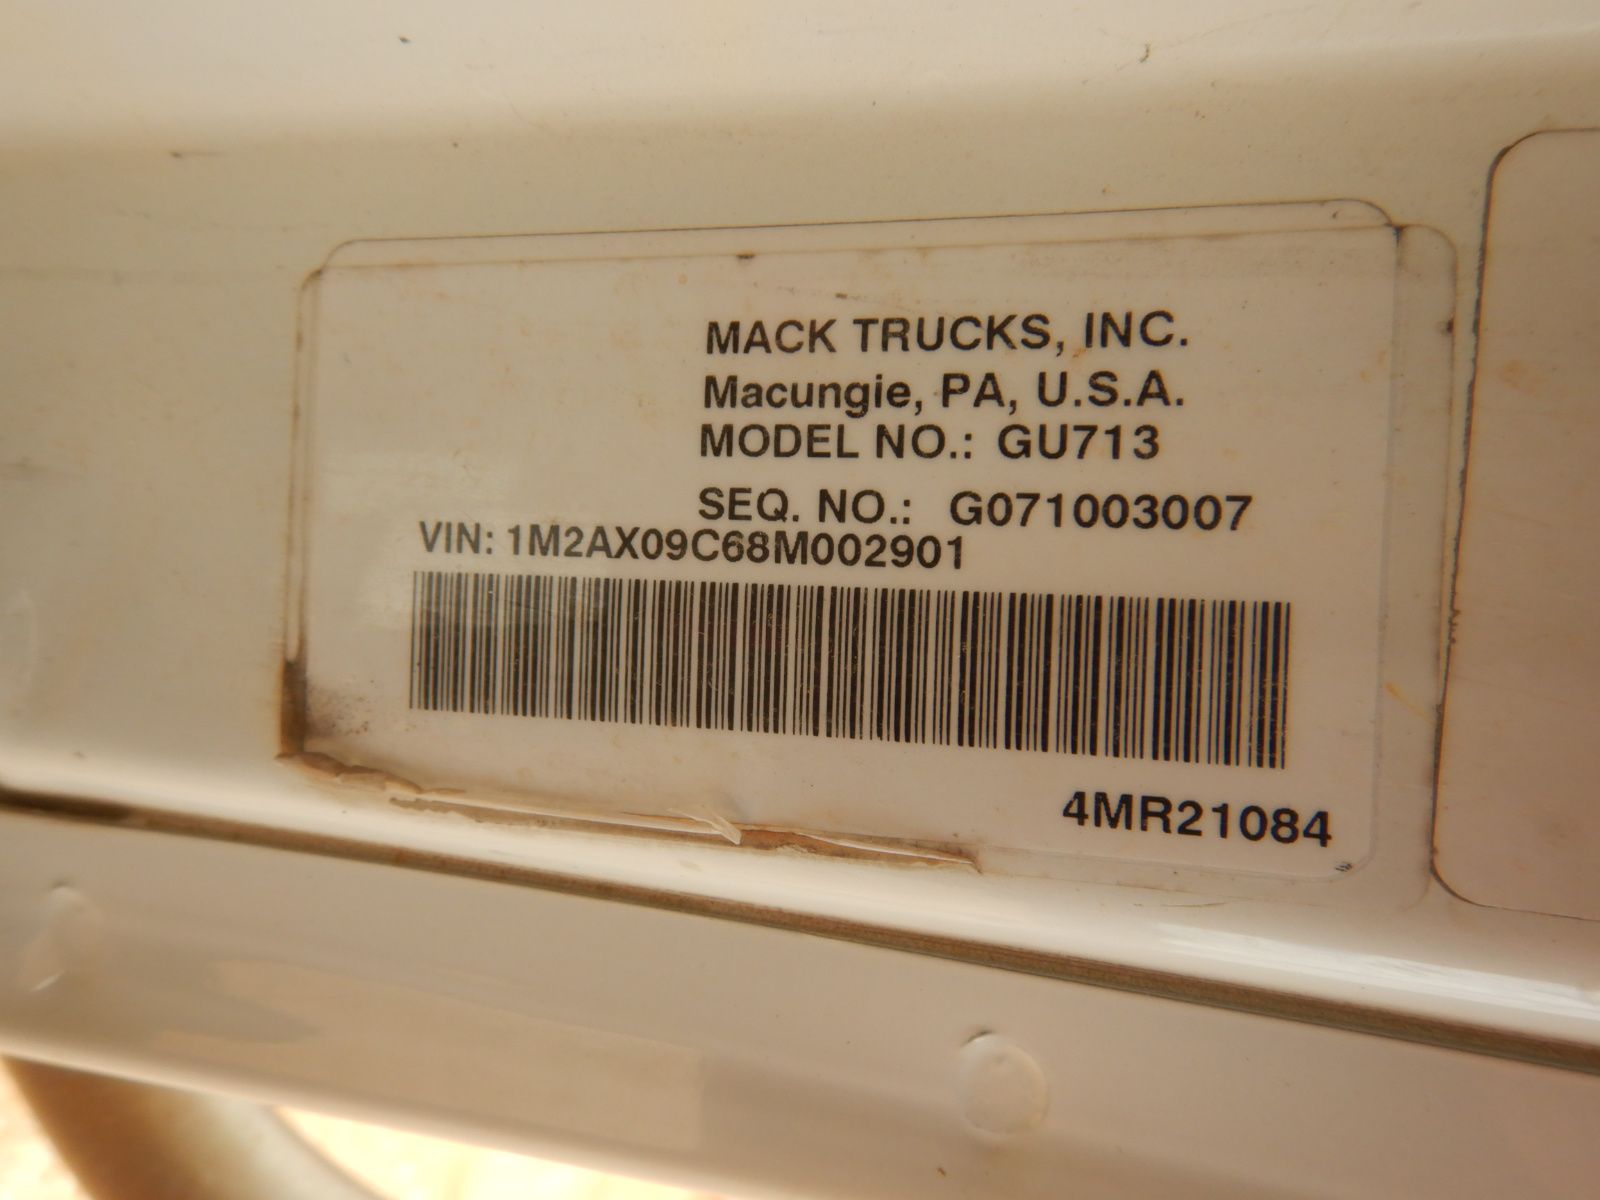 MACK TRUCKS, INC.
Macungie, PA, U.S.A.
MODEL NO.: GU713
SEQ. NO.: G071003007
VIN: 1M2AX09C68M002901
4MR21084